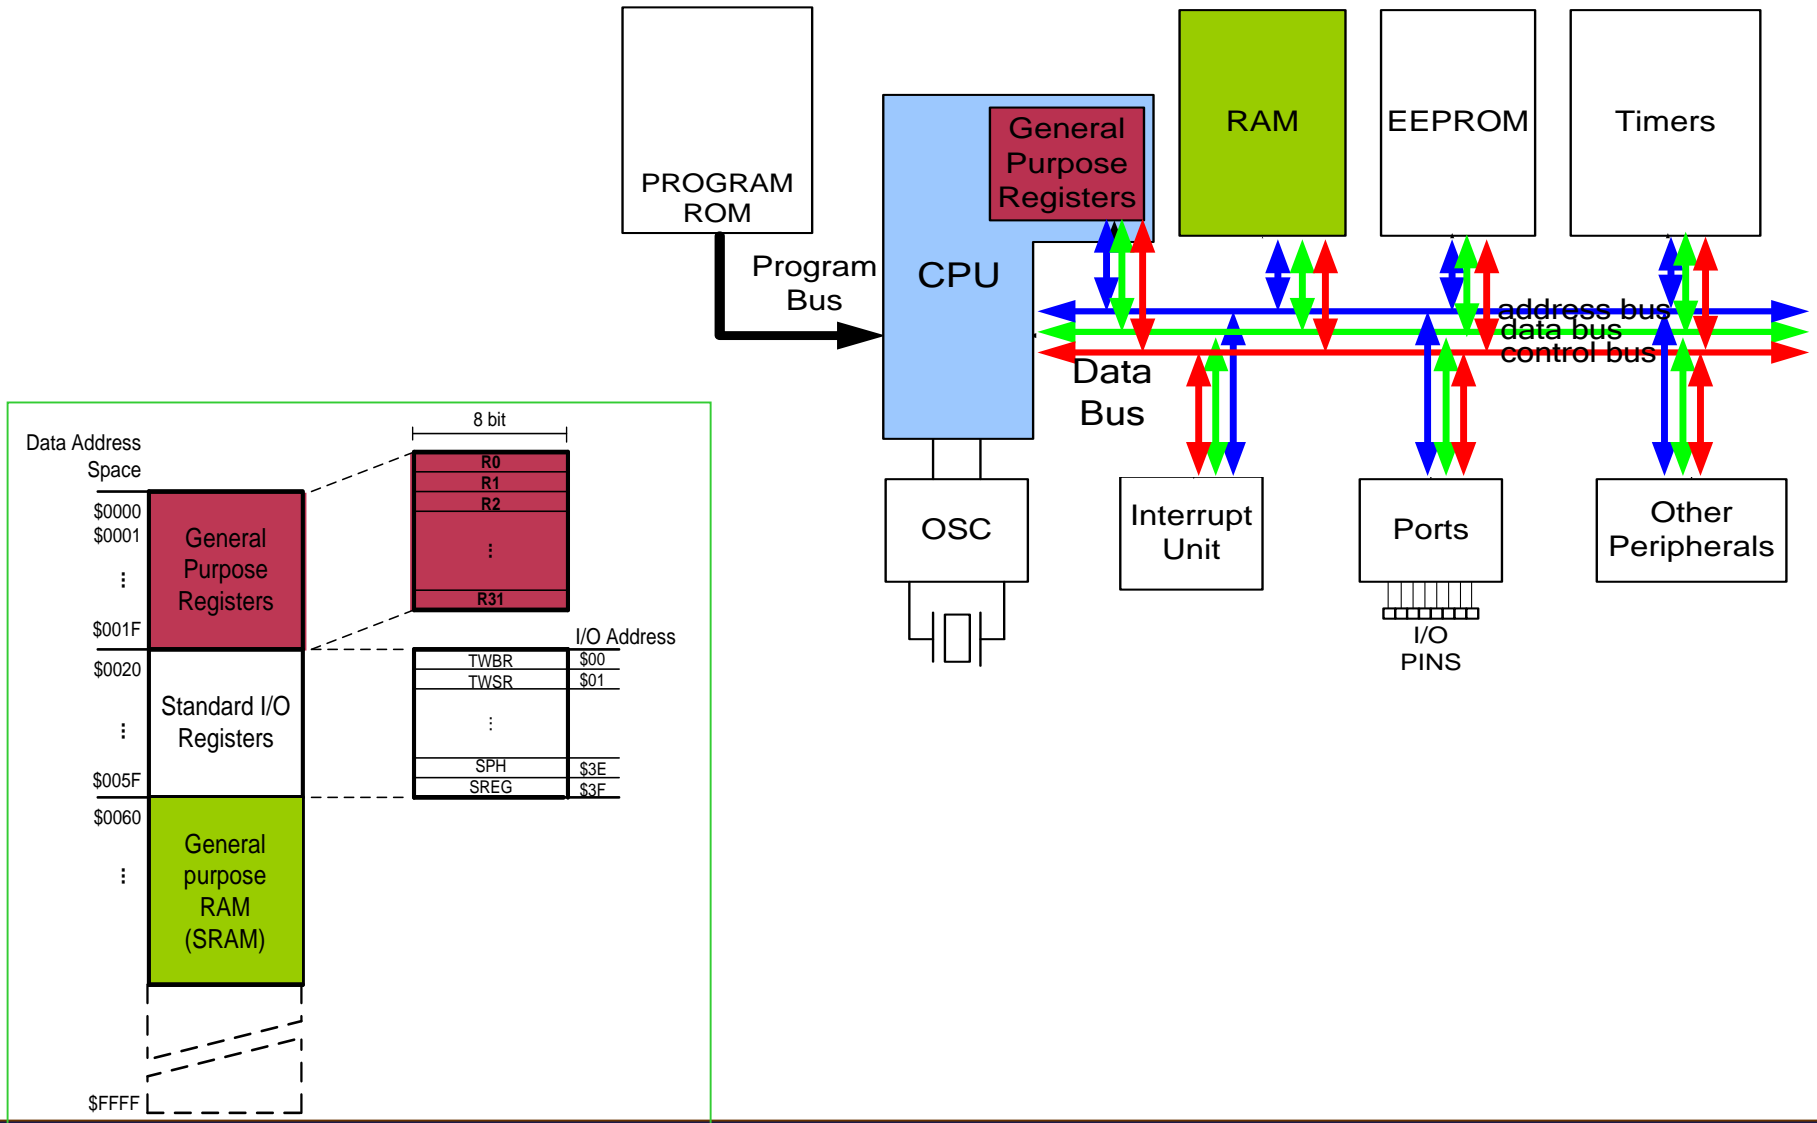 PROGRAM
ROM
Program
Bus
CPU
General
Purpose
Registers
RAM
EEPROM
Timers
address bus
data bus
control bus
Data
Bus
OSC
Interrupt
Unit
Ports
I/O
PINS
Other
Peripherals
Data Address
Space
$0000
$0001
⋮
$001F
$0020
⋮
$005F
$0060
⋮
$FFFF
General
Purpose
Registers
Standard I/O
Registers
General
purpose
RAM
(SRAM)
8 bit
R0
R1
R2
⋮
R31
I/O Address
TWBR $00
TWSR $01
⋮
SPH $3E
SREG $3F